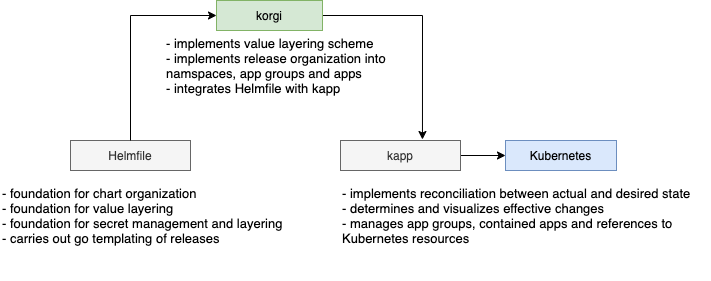 korgi
- implements value layering scheme
- implements release organization into
namspaces, app groups and apps
- integrates Helmfile with kapp
Helmfile
kapp
Kubernetes
- foundation for chart organization
- foundation for value layering
- foundation for secret management and layering
- carries out go templating of releases
- implements reconciliation between actual and desired state
- determines and visualizes effective changes
- manages app groups, contained apps and references to
Kubernetes resources